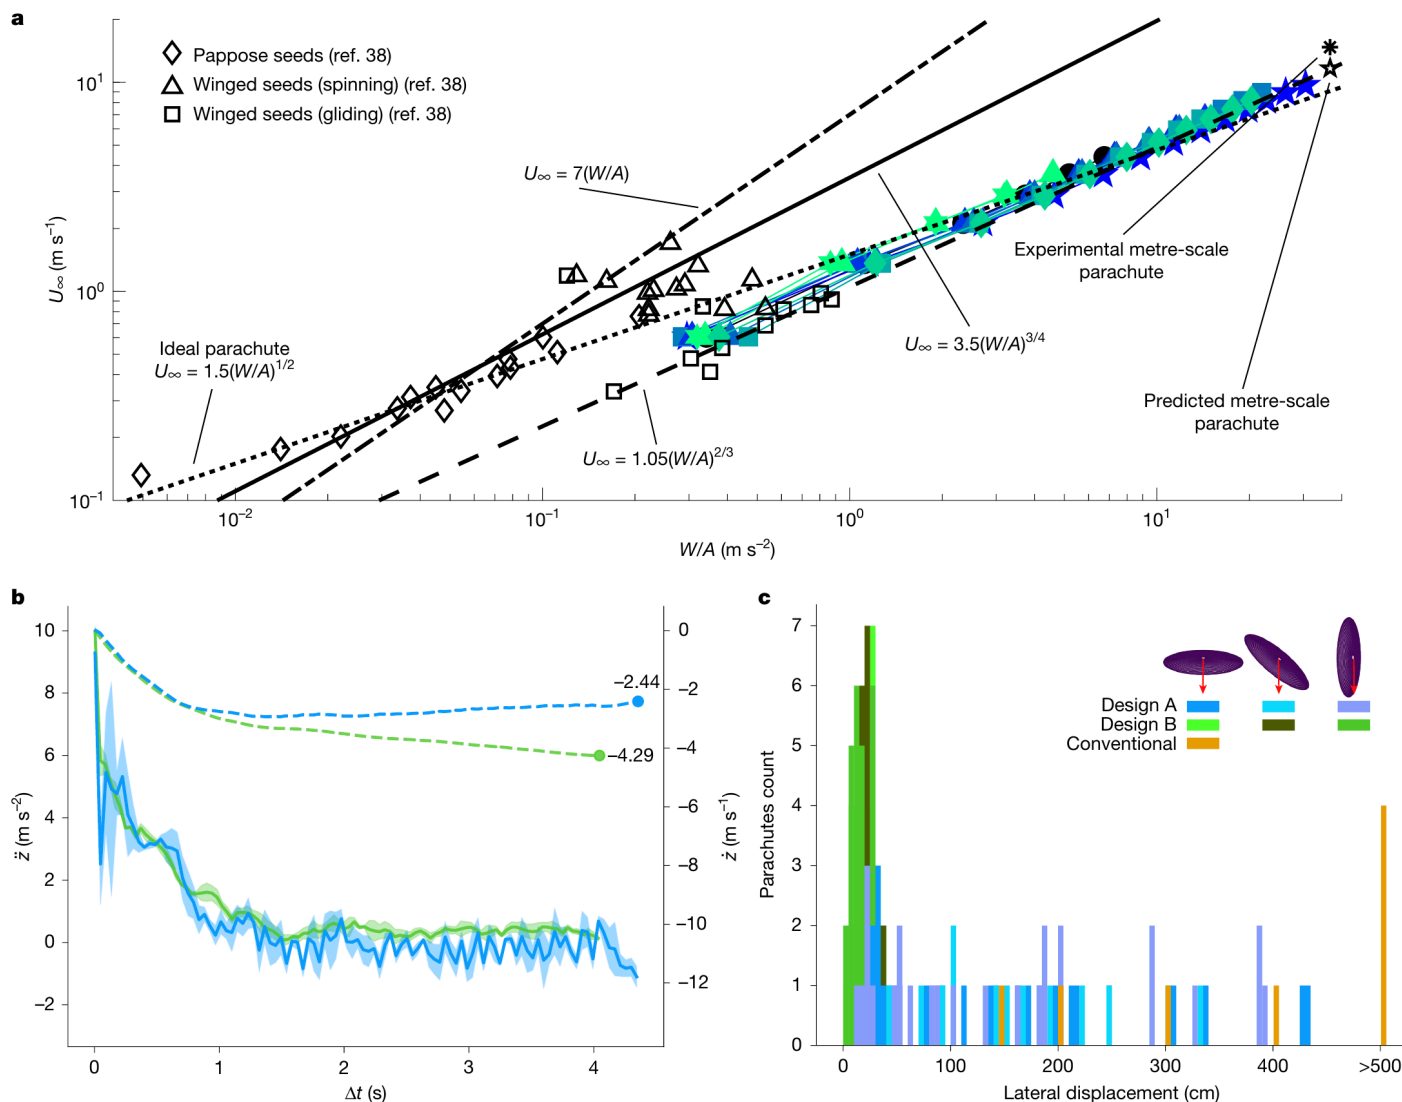 a
Pappose seeds (ref. 38)
Winged seeds (spinning) (ref. 38)
Winged seeds (gliding) (ref. 38)
U∞ = 7(W/A)
Ideal parachute
U∞ = 1.5(W/A)^1/2
U∞ = 1.05(W/A)^2/3
U∞ = 3.5(W/A)^3/4
Experimental metre-scale
parachute
Predicted metre-scale
parachute
U∞ (m s⁻¹)
10¹
10⁰
10⁻¹
10⁻² 10⁻¹ 10⁰ 10¹
W/A (m s⁻²)
b
z̈ (m s⁻²)
10
8
6
4
2
0
−2
−2.44
−4.29
0
−2
−4
−6
−8
−10
−12
ż (m s⁻¹)
0 1 2 3 4
Δt (s)
c
Parachutes count
7
6
5
4
3
2
1
0
Design A
Design B
Conventional
0 100 200 300 400 >500
Lateral displacement (cm)